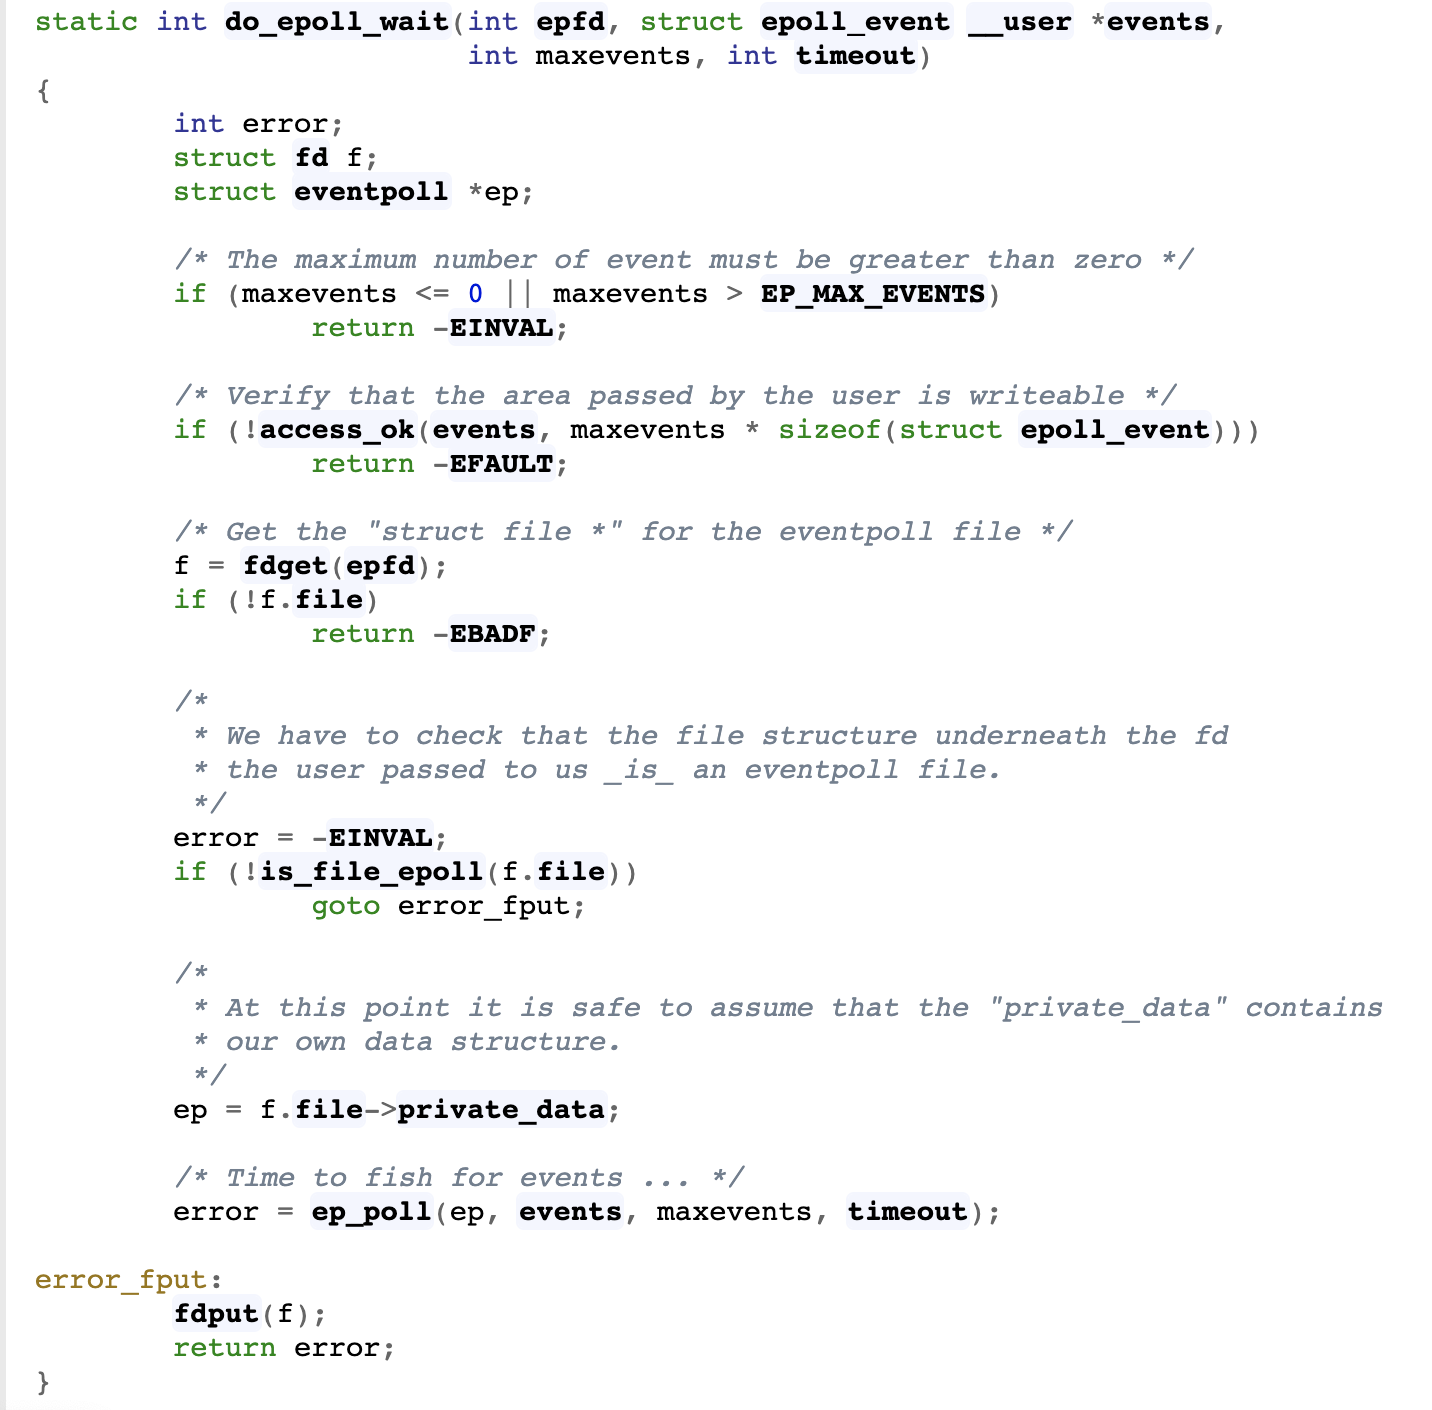 static int do_epoll_wait(int epfd, struct epoll_event __user *events,
int maxevents, int timeout)
{
int error;
struct fd f;
struct eventpoll *ep;
/* The maximum number of event must be greater than zero */
if (maxevents <= 0 || maxevents > EP_MAX_EVENTS)
return -EINVAL;
/* Verify that the area passed by the user is writeable */
if (!access_ok(events, maxevents * sizeof(struct epoll_event)))
return -EFAULT;
/* Get the "struct file *" for the eventpoll file */
f = fdget(epfd);
if (!f.file)
return -EBADF;
/*
* We have to check that the file structure underneath the fd
* the user passed to us _is_ an eventpoll file.
*/
error = -EINVAL;
if (!is_file_epoll(f.file))
goto error_fput;
/*
* At this point it is safe to assume that the "private_data" contains
* our own data structure.
*/
ep = f.file->private_data;
/* Time to fish for events ... */
error = ep_poll(ep, events, maxevents, timeout);
error_fput:
fdput(f);
return error;
}